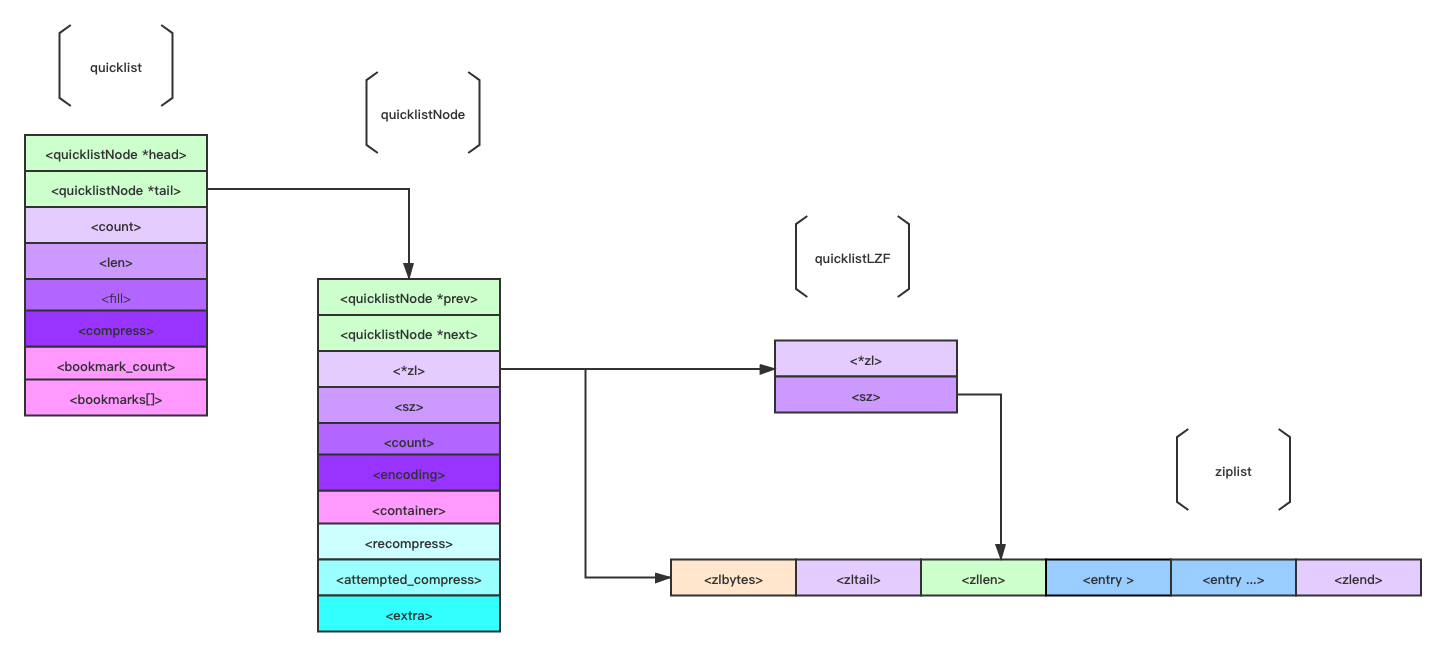 quicklist
<quicklistNode *head>
<quicklistNode *tail>
<count>
<len>
<fill>
<compress>
<bookmark_count>
<bookmarks[]>
quicklistNode
<quicklistNode *prev>
<quicklistNode *next>
<*zl>
<sz>
<count>
<encoding>
<container>
<recompress>
<attempted_compress>
<extra>
quicklistLZF
<*zl>
<sz>
ziplist
<zlbytes> <zltail> <zllen> <entry > <entry ...> <zlend>